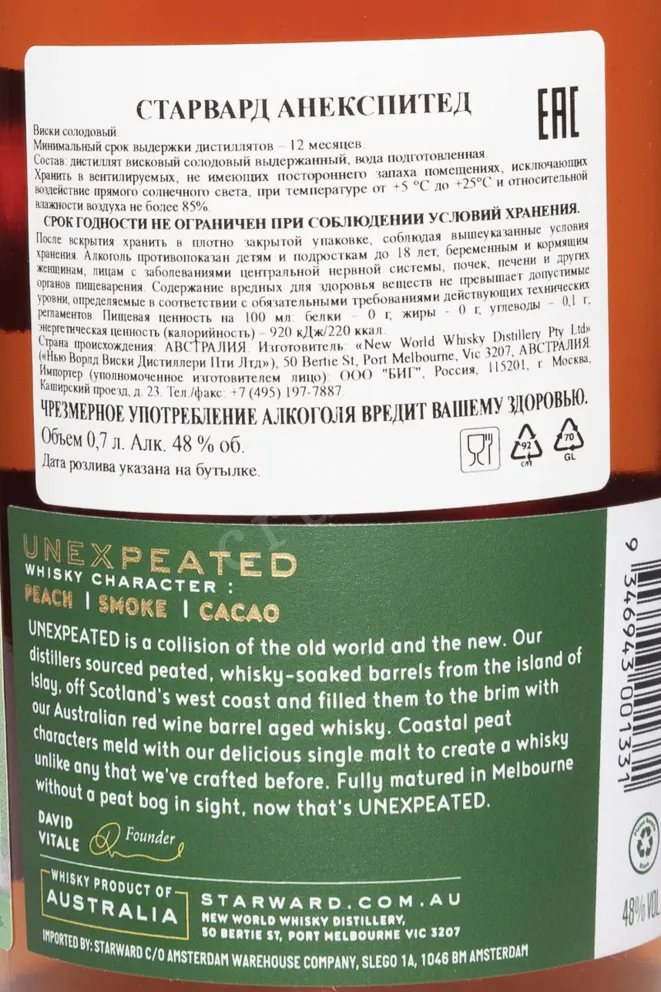 СТАРВАРД АНЕКСПИТЕД
EAC
Виски солодовый
Минимальный срок выдержки дистиллятов – 12 месяцев.
Состав: дистиллят висковый солодовый выдержанный, вода подготовленная.
Хранить в вентилируемых, не имеющих постороннего запаха помещениях, исключающих
воздействие прямого солнечного света, при температуре от +5 °С до +25°С и относительной
влажности воздуха не более 85%.
СРОК ГОДНОСТИ НЕ ОГРАНИЧЕН ПРИ СОБЛЮДЕНИИ УСЛОВИЙ ХРАНЕНИЯ.
После вскрытия хранить в плотно закрытой упаковке, соблюдая вышеуказанные условия
хранения. Алкоголь противопоказан детям и подросткам до 18 лет, беременным и кормящим
женщинам, лицам с заболеваниями центральной нервной системы, почек, печени и других
органов пищеварения. Содержание вредных для здоровья веществ не превышает допустимые
уровни, определяемые в соответствии с обязательными требованиями действующих технических
регламентов. Пищевая ценность на 100 мл: белки – 0 г, жиры - 0 г, углеводы – 0,1 г,
энергетическая ценность (калорийность) – 920 кДж/220 ккал.
Страна происхождения: АВСТРАЛИЯ. Изготовитель: «New World Whisky Distillery Pty Ltd»
(«Нью Ворлд Виски Дистиллери Пти Лтд»), 50 Bertie St, Port Melbourne, Vic 3207, АВСТРАЛИЯ.
Импортер (уполномоченное изготовителем лицо): ООО "БИГ", Россия, 115201, г. Москва,
Каширский проезд, д. 23. Тел./факс: +7 (495) 197-7887.
ЧРЕЗМЕРНОЕ УПОТРЕБЛЕНИЕ АЛКОГОЛЯ ВРЕДИТ ВАШЕМУ ЗДОРОВЬЮ.
Объем 0,7 л. Алк. 48 % об.
Дата розлива указана на бутылке.
92
70
GL
UNEXPEATED
WHISKY CHARACTER :
PEACH | SMOKE | CACAO
UNEXPEATED is a collision of the old world and the new. Our
distillers sourced peated, whisky-soaked barrels from the island of
Islay, off Scotland's west coast and filled them to the brim with
our Australian red wine barrel aged whisky. Coastal peat
characters meld with our delicious single malt to create a whisky
unlike any that we've crafted before. Fully matured in Melbourne
without a peat bog in sight, now that's UNEXPEATED.
DAVID
VITALE
Founder
WHISKY PRODUCT OF
AUSTRALIA
STARWARD.COM.AU
NEW WORLD WHISKY DISTILLERY,
50 BERTIE ST, PORT MELBOURNE VIC 3207
IMPORTED BY: STARWARD C/O AMSTERDAM WAREHOUSE COMPANY, SLEGO 1A, 1046 BM AMSTERDAM
9 346943 001331
48% VOL